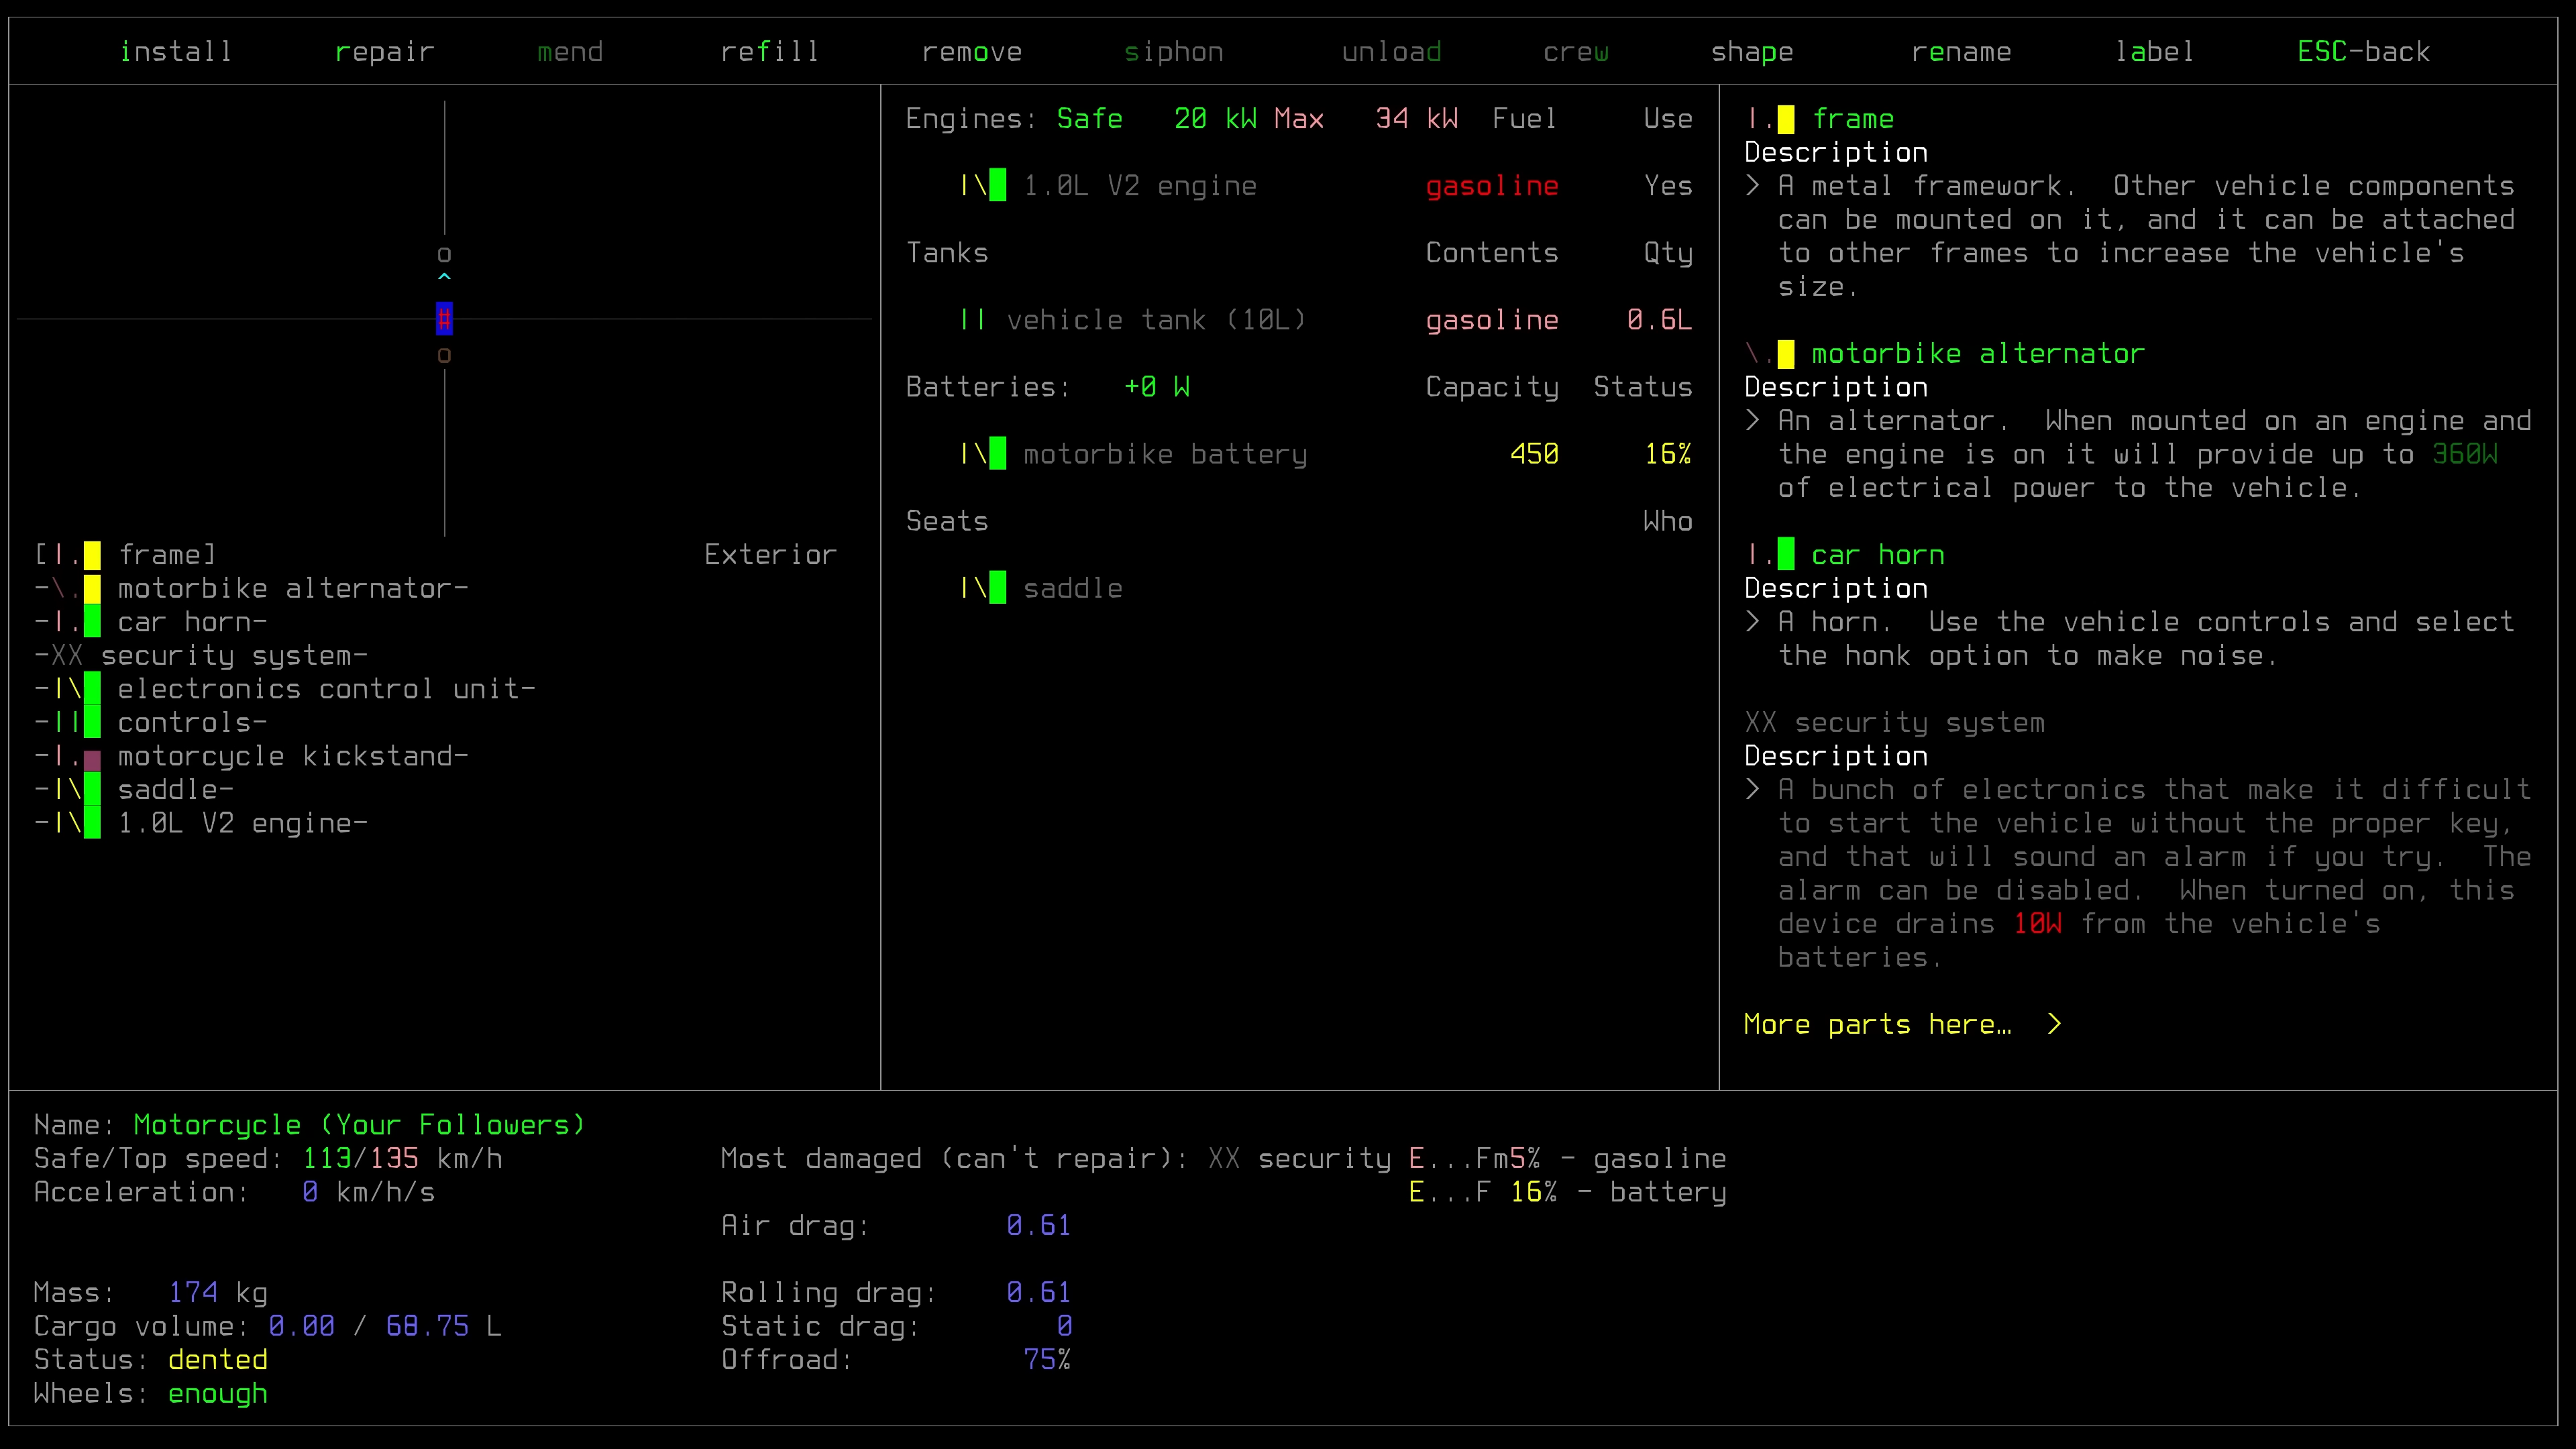 install repair mend refill remove siphon unload crew shape rename label ESC-back
o
^
#
o
[|. frame] Exterior
-\. motorbike alternator-
-|. car horn-
-XX security system-
-|\ electronics control unit-
-|| controls-
-|. motorcycle kickstand-
-|\ saddle-
-|\ 1.0L V2 engine-
Engines: Safe 20 kW Max 34 kW Fuel Use
|\ 1.0L V2 engine gasoline Yes
Tanks Contents Qty
|| vehicle tank (10L) gasoline 0.6L
Batteries: +0 W Capacity Status
|\ motorbike battery 450 16%
Seats Who
|\ saddle
|. frame
Description
> A metal framework. Other vehicle components
can be mounted on it, and it can be attached
to other frames to increase the vehicle's
size.
\. motorbike alternator
Description
> An alternator. When mounted on an engine and
the engine is on it will provide up to 360W
of electrical power to the vehicle.
|. car horn
Description
> A horn. Use the vehicle controls and select
the honk option to make noise.
XX security system
Description
> A bunch of electronics that make it difficult
to start the vehicle without the proper key,
and that will sound an alarm if you try. The
alarm can be disabled. When turned on, this
device drains 10W from the vehicle's
batteries.
More parts here… >
Name: Motorcycle (Your Followers)
Safe/Top speed: 113/135 km/h
Acceleration: 0 km/h/s
Mass: 174 kg
Cargo volume: 0.00 / 68.75 L
Status: dented
Wheels: enough
Most damaged (can't repair): XX security E...Fm5% - gasoline
E...F 16% - battery
Air drag: 0.61
Rolling drag: 0.61
Static drag: 0
Offroad: 75%